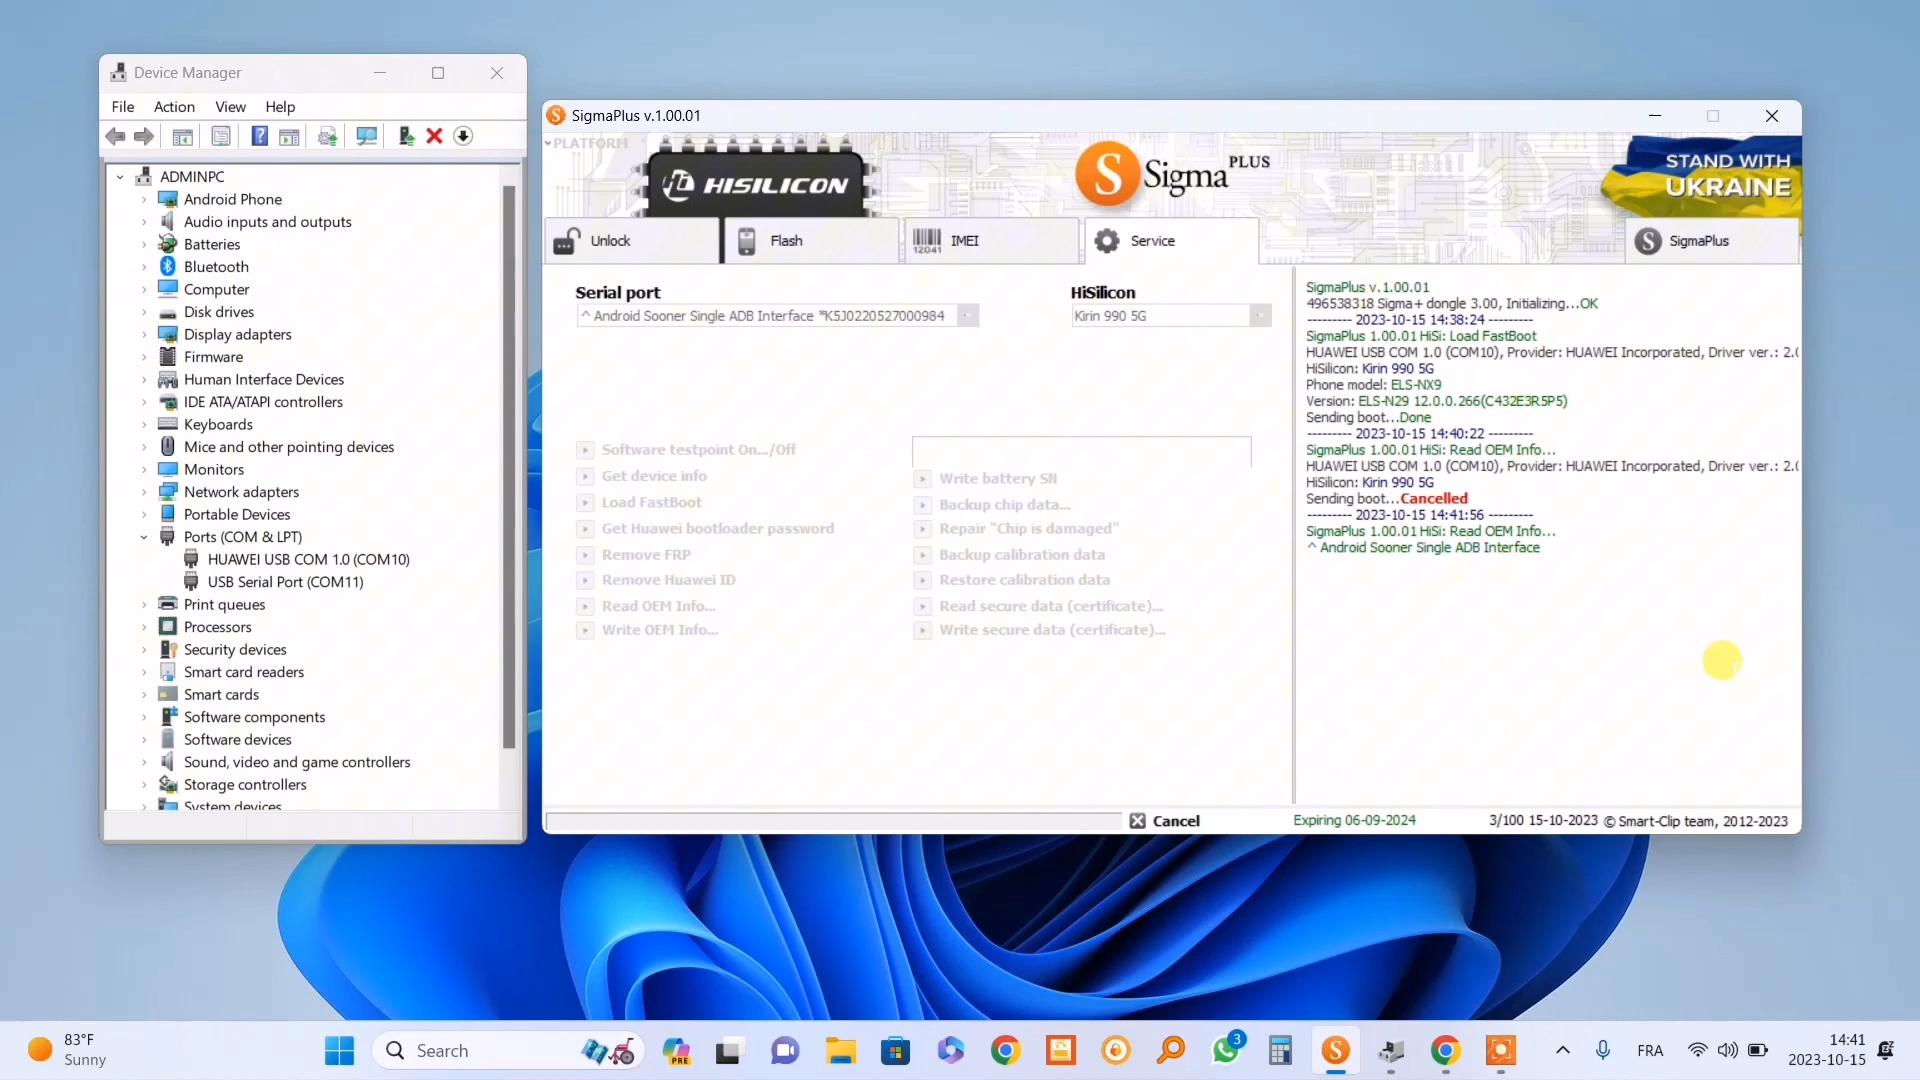 Device Manager
File Action View Help
ADMINPC
Android Phone
Audio inputs and outputs
Batteries
Bluetooth
Computer
Disk drives
Display adapters
Firmware
Human Interface Devices
IDE ATA/ATAPI controllers
Keyboards
Mice and other pointing devices
Monitors
Network adapters
Portable Devices
Ports (COM & LPT)
HUAWEI USB COM 1.0 (COM10)
USB Serial Port (COM11)
Print queues
Processors
Security devices
Smart card readers
Smart cards
Software components
Software devices
Sound, video and game controllers
Storage controllers
System devices
SigmaPlus v.1.00.01
PLATFORM
HISILICON
S Sigma PLUS
STAND WITH
UKRAINE
Unlock
Flash
12041
IMEI
Service
SigmaPlus
Serial port
^ Android Sooner Single ADB Interface *K5J0220527000984
HiSilicon
Kirin 990 5G
Software testpoint On.../Off
Get device info
Load FastBoot
Get Huawei bootloader password
Remove FRP
Remove Huawei ID
Read OEM Info...
Write OEM Info...
Write battery SN
Backup chip data...
Repair "Chip is damaged"
Backup calibration data
Restore calibration data
Read secure data (certificate)...
Write secure data (certificate)...
SigmaPlus v.1.00.01
496538318 Sigma+ dongle 3.00, Initializing...OK
--------- 2023-10-15 14:38:24 ---------
SigmaPlus 1.00.01 HiSi: Load FastBoot
HUAWEI USB COM 1.0 (COM10), Provider: HUAWEI Incorporated, Driver ver.: 2.0
HiSilicon: Kirin 990 5G
Phone model: ELS-NX9
Version: ELS-N29 12.0.0.266(C432E3R5P5)
Sending boot...Done
--------- 2023-10-15 14:40:22 ---------
SigmaPlus 1.00.01 HiSi: Read OEM Info...
HUAWEI USB COM 1.0 (COM10), Provider: HUAWEI Incorporated, Driver ver.: 2.0
HiSilicon: Kirin 990 5G
Sending boot...Cancelled
--------- 2023-10-15 14:41:56 ---------
SigmaPlus 1.00.01 HiSi: Read OEM Info...
^ Android Sooner Single ADB Interface
Cancel
Expiring 06-09-2024
3/100 15-10-2023 © Smart-Clip team, 2012-2023
83°F
Sunny
Search
PRE
3
FRA
14:41
2023-10-15